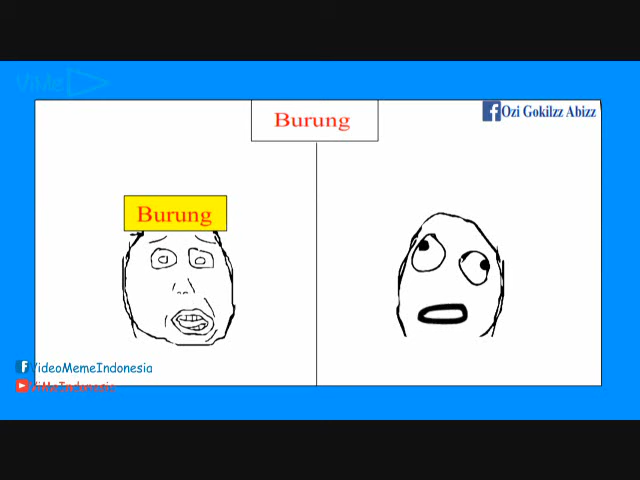 ViMe
Burung
Ozi Gokilzz Abizz
Burung
VideoMemeIndonesia
ViMeIndonesia